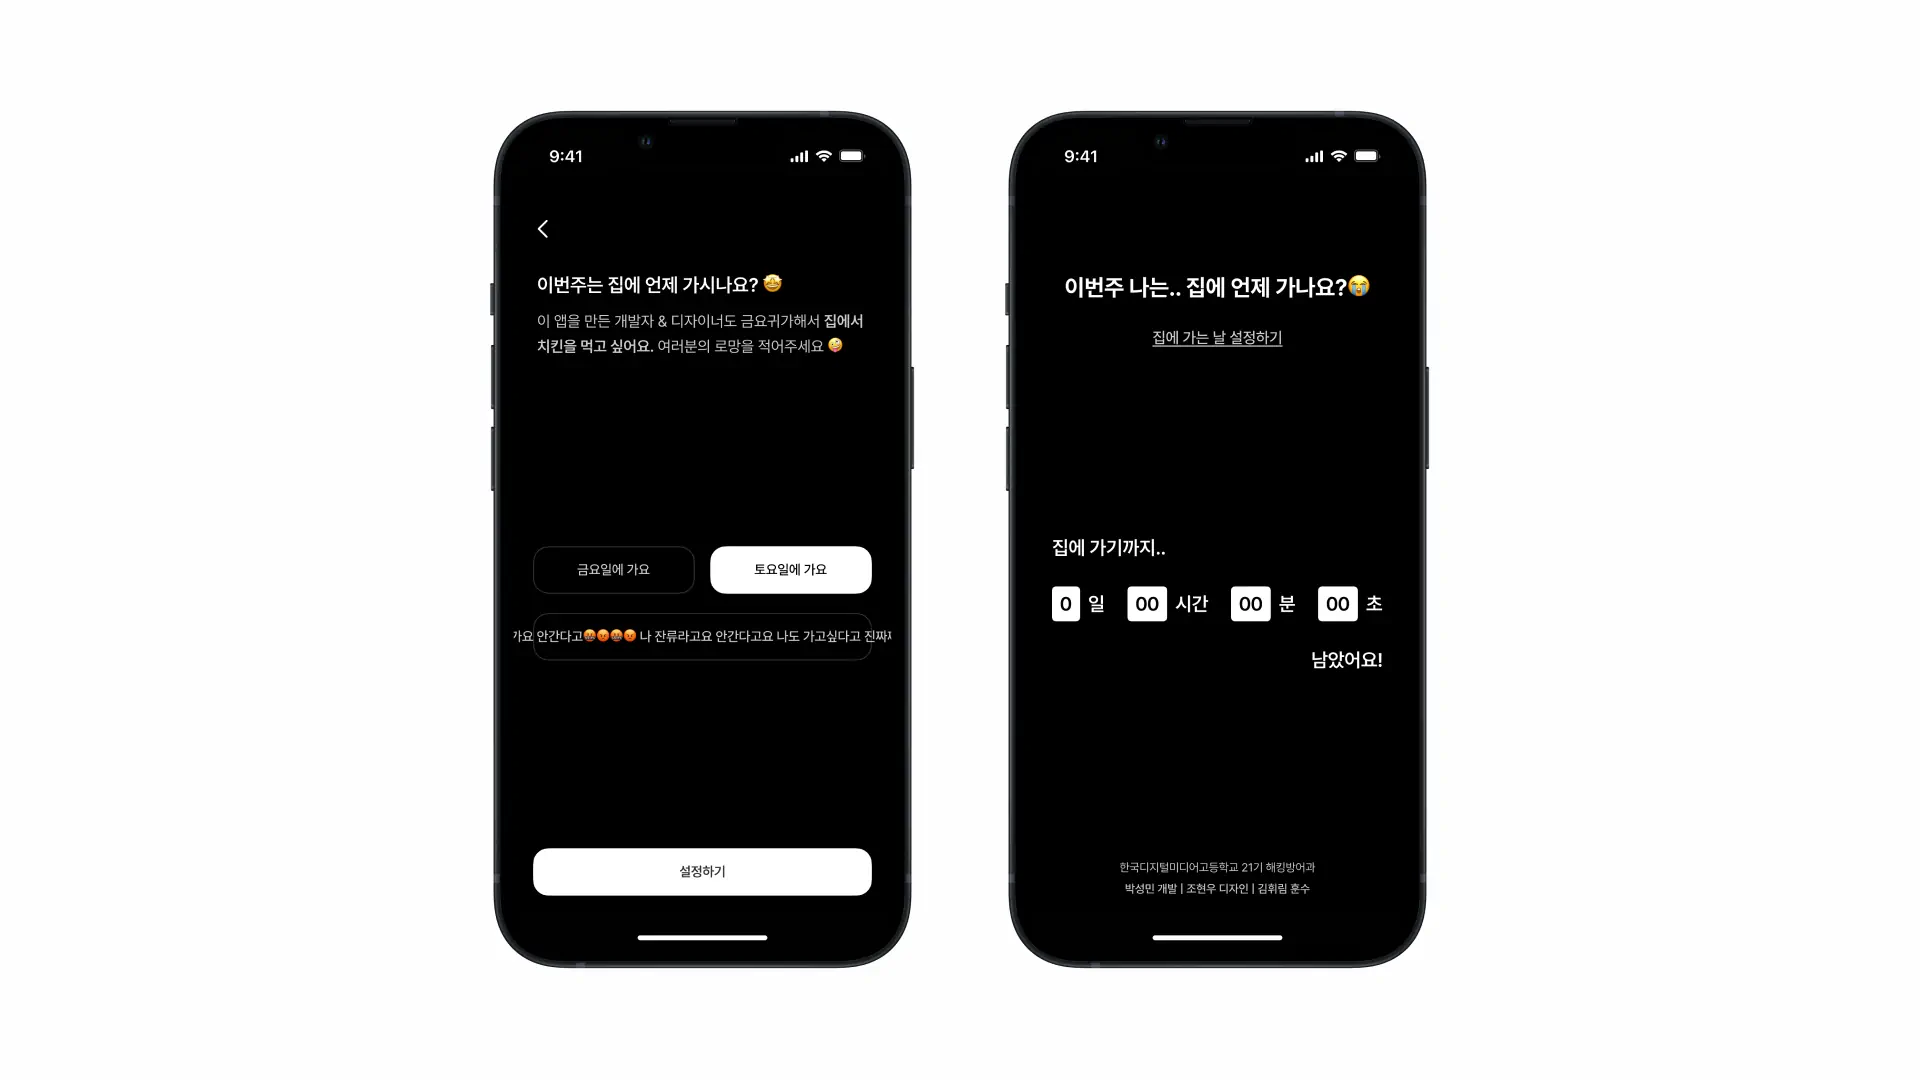 9:41
이번주는 집에 언제 가시나요? 🤩
이 앱을 만든 개발자 & 디자이너도 금요귀가해서 집에서
치킨을 먹고 싶어요. 여러분의 로망을 적어주세요 🤪
금요일에 가요
토요일에 가요
가요 안간다고🤬😡🤬😡 나 잔류라고요 안간다고요 나도 가고싶다고 진짜
설정하기
9:41
이번주 나는.. 집에 언제 가나요?😭
집에 가는 날 설정하기
집에 가기까지..
0 일 00 시간 00 분 00 초
남았어요!
한국디지털미디어고등학교 21기 해킹방어과
박성민 개발 | 조현우 디자인 | 김휘림 훈수